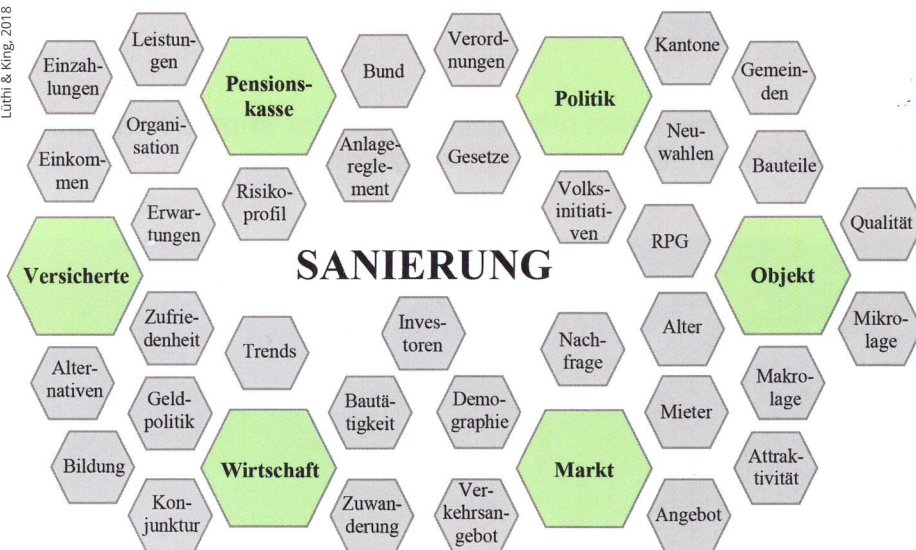 Lüthi & King, 2018
Einzah-
lungen
Leistun-
gen
Pensions-
kasse
Bund
Verord-
nungen
Politik
Kantone
Gemein-
den
Organi-
sation
Einkom-
men
Anlage-
regle-
ment
Gesetze
Neu-
wahlen
Bauteile
Risiko-
profil
Erwar-
tungen
Volks-
initiati-
ven
RPG
Qualität
Versicherte
SANIERUNG
Objekt
Zufrie-
denheit
Trends
Inves-
toren
Nach-
frage
Alter
Mikro-
lage
Alter-
nativen
Geld-
politik
Bautä-
tigkeit
Demo-
graphie
Mieter
Makro-
lage
Bildung
Wirtschaft
Markt
Attrak-
tivität
Kon-
junktur
Zuwan-
derung
Ver-
kehrsan-
gebot
Angebot